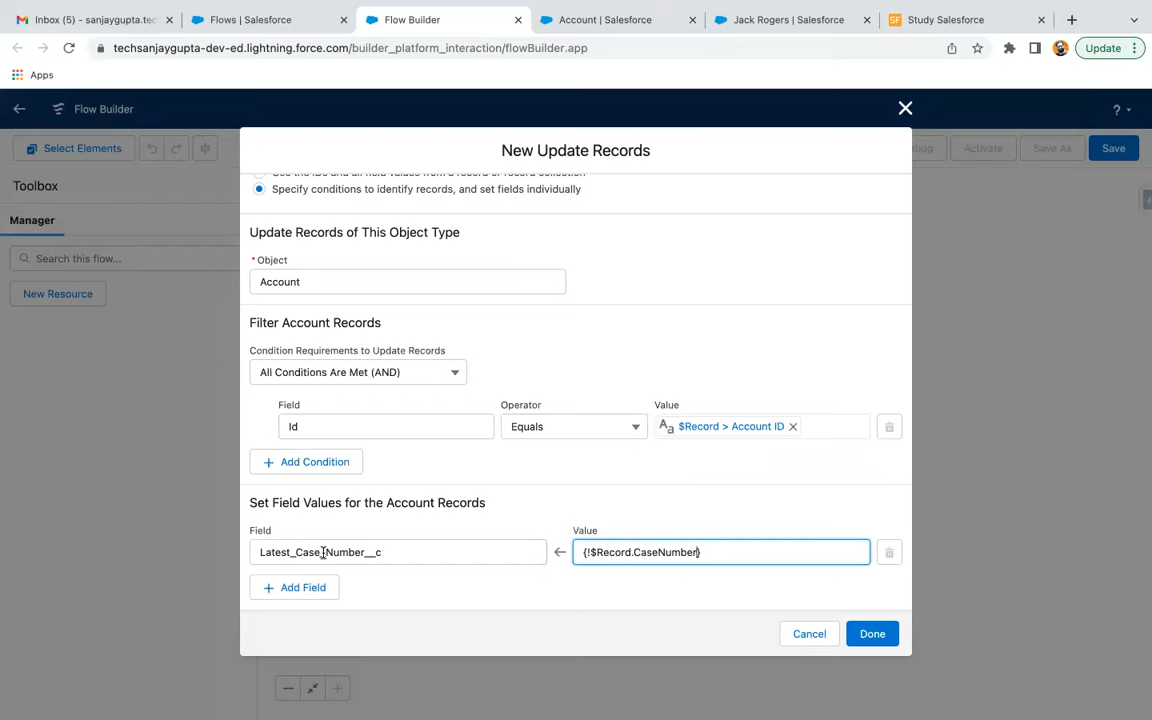 Inbox (5) - sanjaygupta.tec
Flows | Salesforce
Flow Builder
Account | Salesforce
Jack Rogers | Salesforce
SF
Study Salesforce
techsanjaygupta-dev-ed.lightning.force.com/builder_platform_interaction/flowBuilder.app
Update
Apps
Flow Builder
?
New Update Records
Select Elements
Activate
Save As
Save
Use the IDs and all field values from a record or record collection
Specify conditions to identify records, and set fields individually
Toolbox
Manager
Update Records of This Object Type
Search this flow...
* Object
Account
New Resource
Filter Account Records
Condition Requirements to Update Records
All Conditions Are Met (AND)
Field
Operator
Value
Id
Equals
Aa $Record > Account ID
Add Condition
Set Field Values for the Account Records
Field
Value
Latest_Case_Number__c
{!$Record.CaseNumber}
Add Field
Cancel
Done